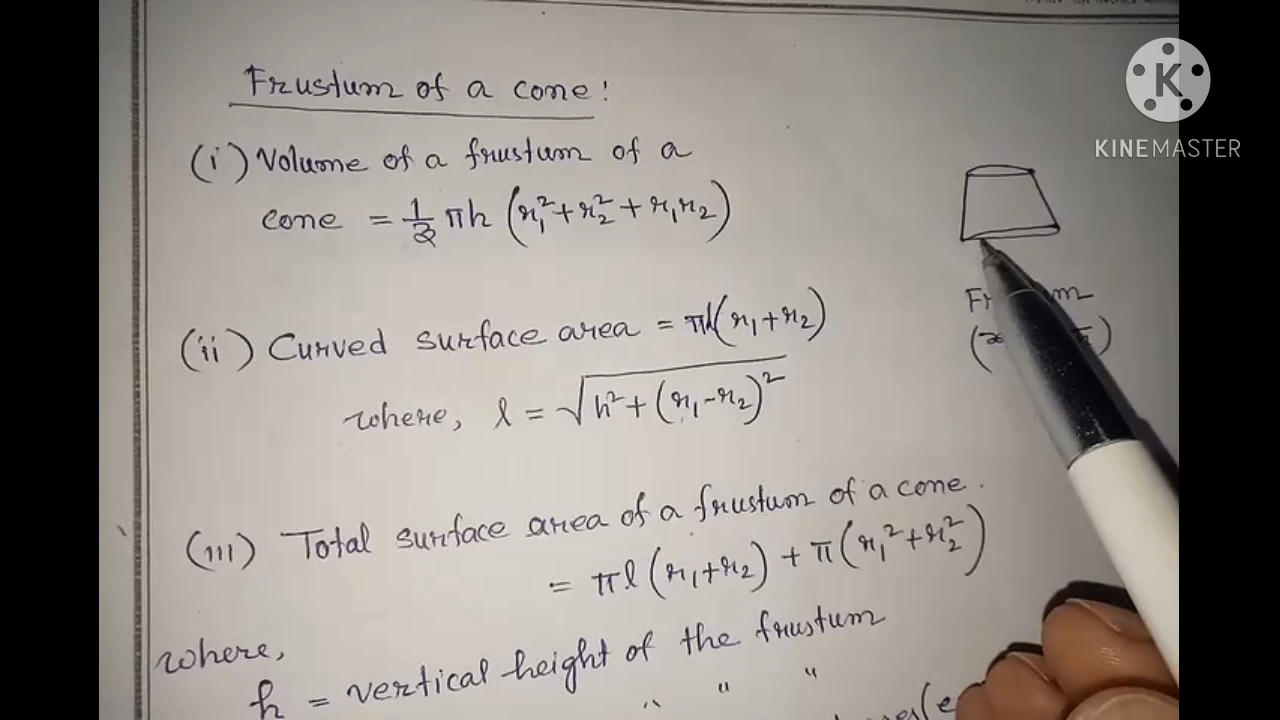 Frustum of a cone:
(i) Volume of a frustum of a
cone = 1/3 πh (r₁² + r₂² + r₁r₂)
(ii) Curved surface area = πl(r₁+r₂)
where, l = √(h² + (r₁-r₂)²)
(iii) Total surface area of a frustum of a cone.
= πl(r₁+r₂) + π(r₁²+r₂²)
where,
h = vertical height of the frustum
" " "
K
KINEMASTER